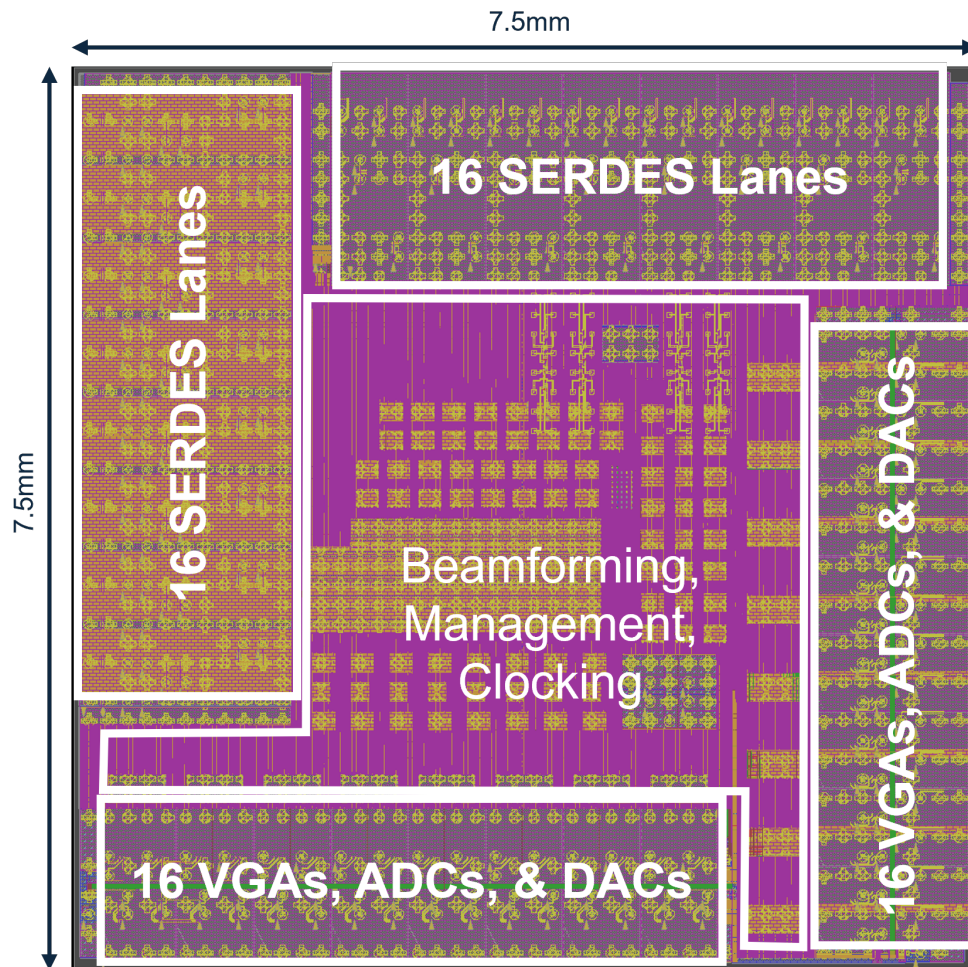 7.5mm
7.5mm
16 SERDES Lanes
16 SERDES Lanes
Beamforming,
Management,
Clocking
16 VGAs, ADCs, & DACs
16 VGAs, ADCs, & DACs